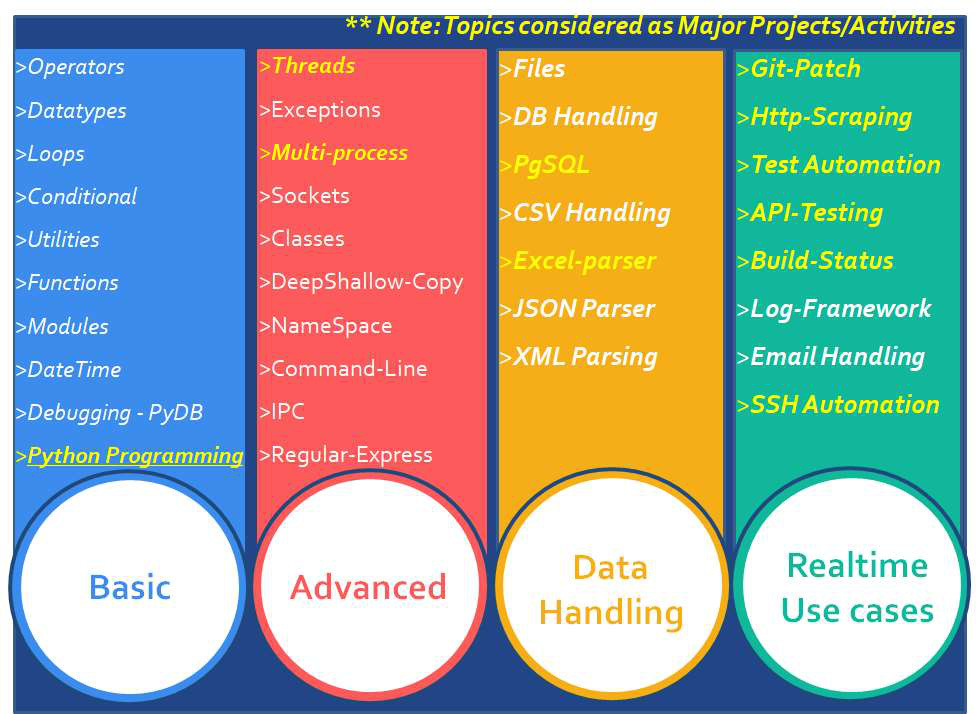 ** Note: Topics considered as Major Projects/Activities
>Operators
>Datatypes
>Loops
>Conditional
>Utilities
>Functions
>Modules
>DateTime
>Debugging - PyDB
>Python Programming
Basic
>Threads
>Exceptions
>Multi-process
>Sockets
>Classes
>DeepShallow-Copy
>NameSpace
>Command-Line
>IPC
>Regular-Express
Advanced
>Files
>DB Handling
>PgSQL
>CSV Handling
>Excel-parser
>JSON Parser
>XML Parsing
Data
Handling
>Git-Patch
>Http-Scraping
>Test Automation
>API-Testing
>Build-Status
>Log-Framework
>Email Handling
>SSH Automation
Realtime
Use cases